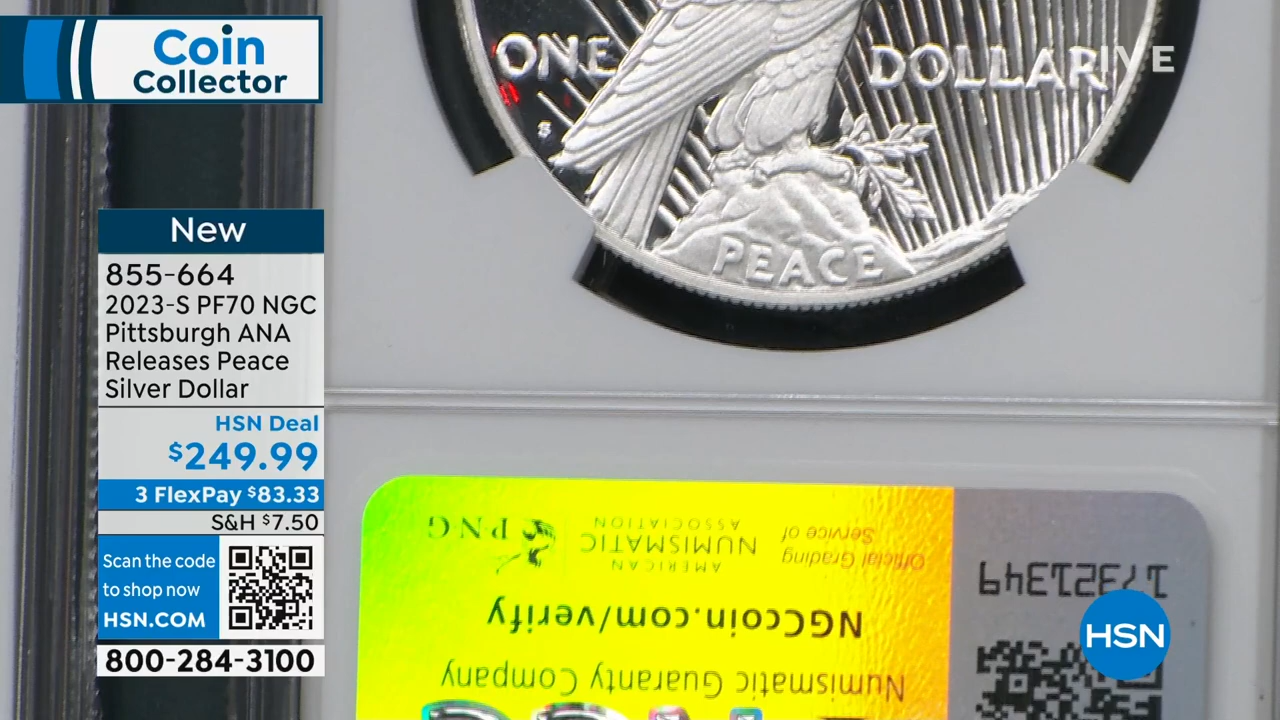 Coin
Collector
New
855-664
2023-S PF70 NGC
Pittsburgh ANA
Releases Peace
Silver Dollar
HSN Deal
$249.99
3 FlexPay $83.33
S&H $7.50
Scan the code
to shop now
HSN.COM
800-284-3100
ONE DOLLAR
S
PEACE
LIVE
PNG
AMERICAN
NUMISMATIC
ASSOCIATION
Official Grading
Service of
NGCcoin.com/verify
Numismatic Guaranty Company
HSN